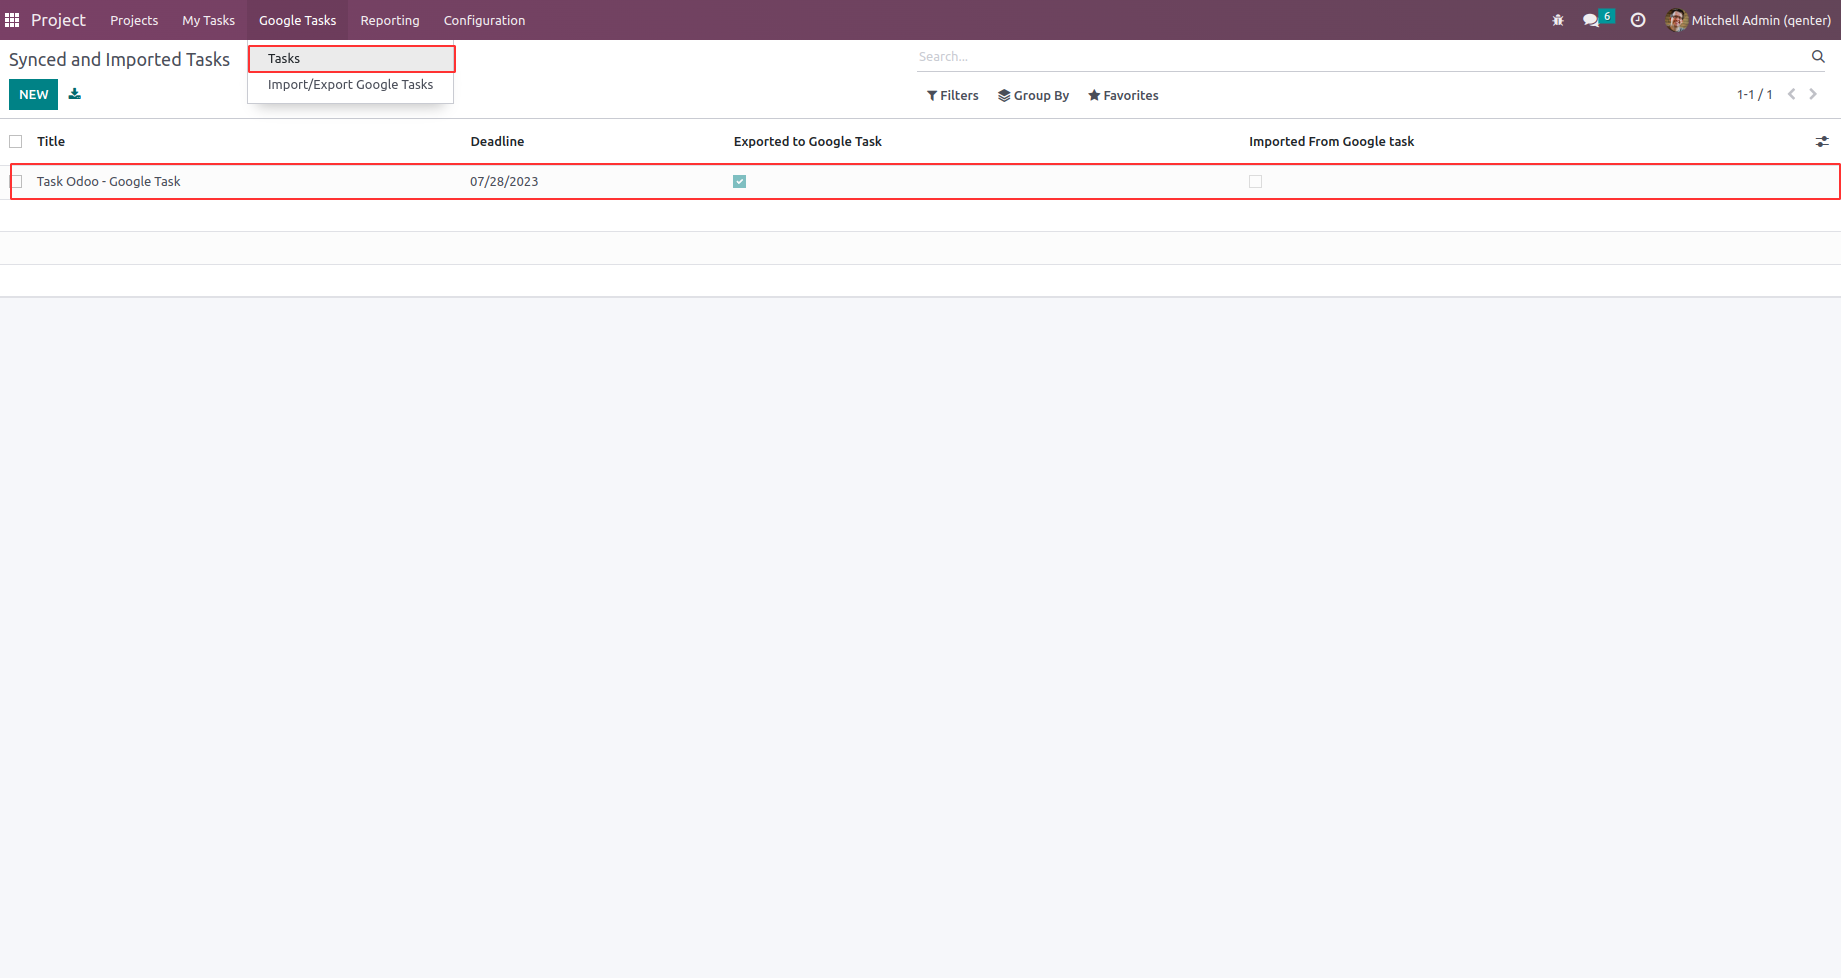 Project Projects My Tasks Google Tasks Reporting Configuration 6 Mitchell Admin (qenter)
Synced and Imported Tasks Tasks Search...
Import/Export Google Tasks
NEW Filters Group By Favorites 1-1 / 1
Title Deadline Exported to Google Task Imported From Google task
Task Odoo - Google Task 07/28/2023